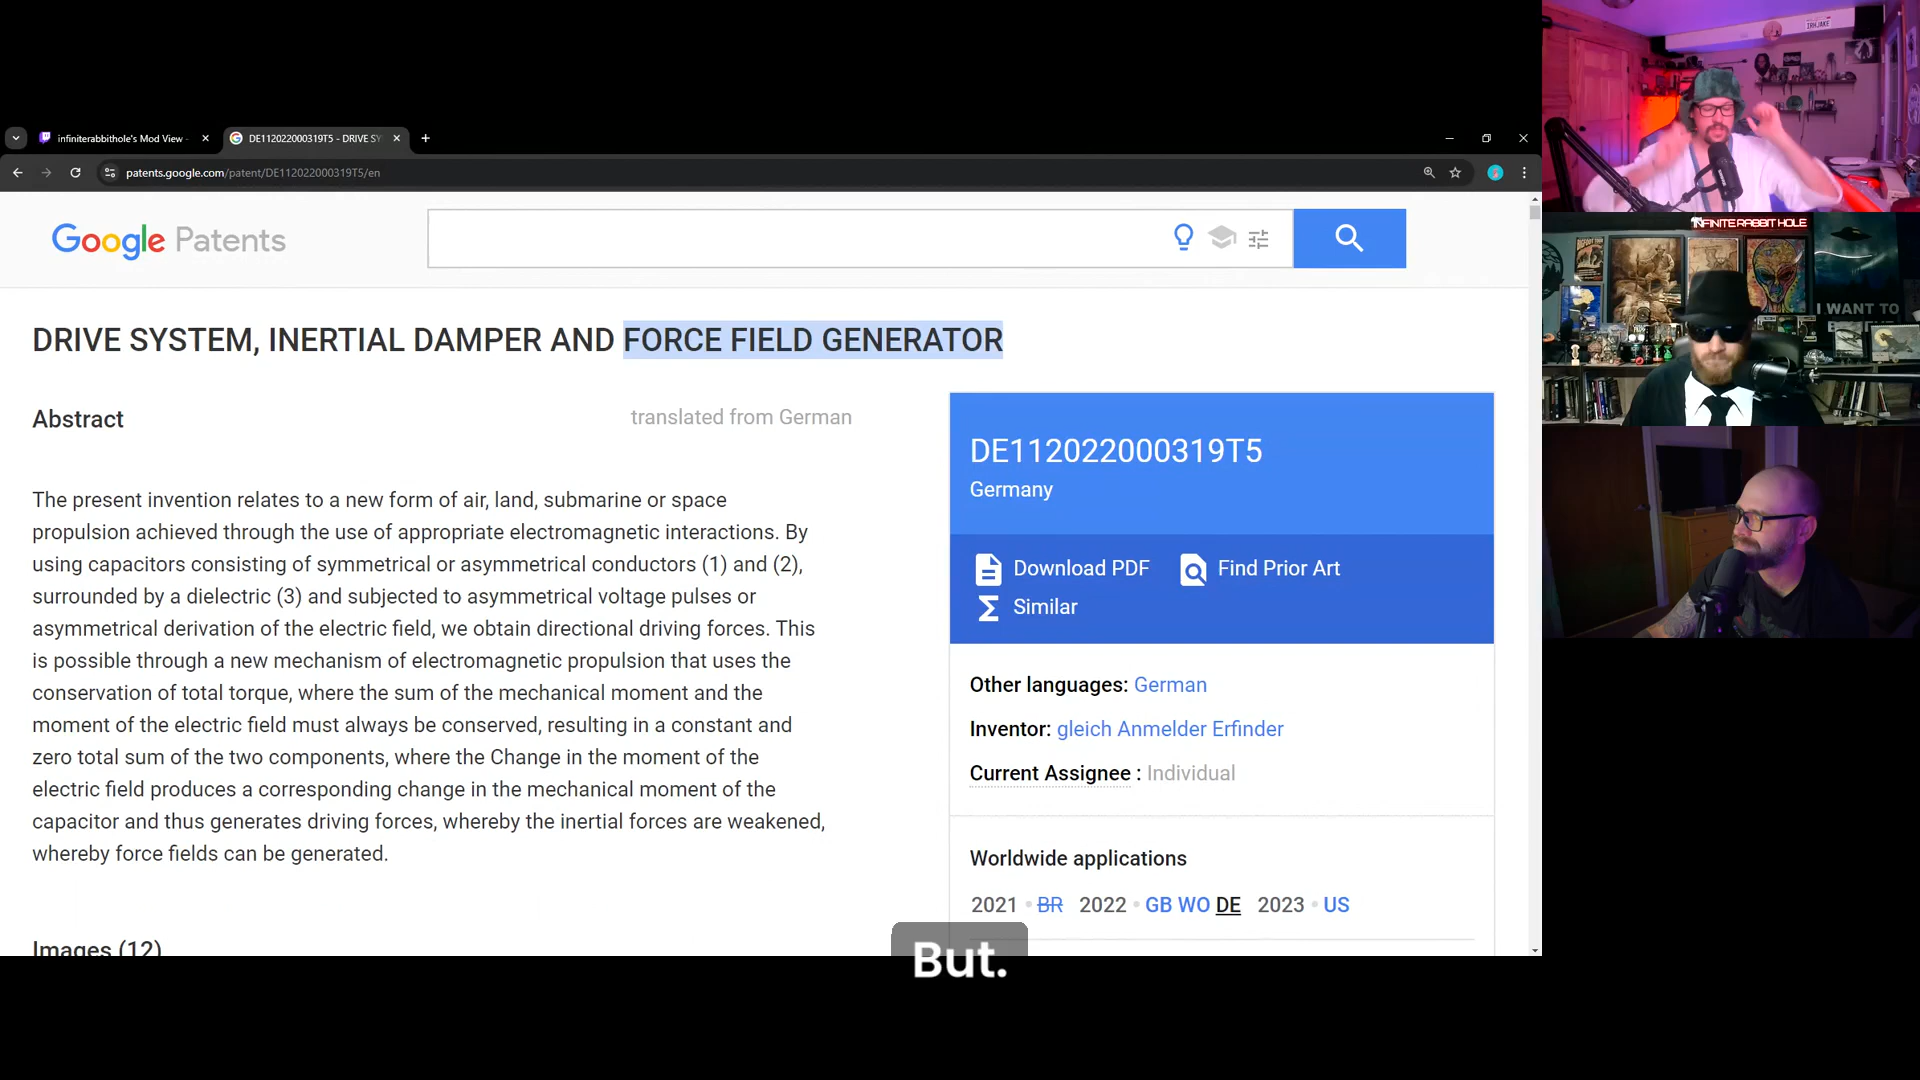 infiniterabbithole's Mod View -
DE112022000319T5 - DRIVE SY
patents.google.com/patent/DE112022000319T5/en
Google Patents
DRIVE SYSTEM, INERTIAL DAMPER AND FORCE FIELD GENERATOR
Abstract
translated from German
The present invention relates to a new form of air, land, submarine or space
propulsion achieved through the use of appropriate electromagnetic interactions. By
using capacitors consisting of symmetrical or asymmetrical conductors (1) and (2),
surrounded by a dielectric (3) and subjected to asymmetrical voltage pulses or
asymmetrical derivation of the electric field, we obtain directional driving forces. This
is possible through a new mechanism of electromagnetic propulsion that uses the
conservation of total torque, where the sum of the mechanical moment and the
moment of the electric field must always be conserved, resulting in a constant and
zero total sum of the two components, where the Change in the moment of the
electric field produces a corresponding change in the mechanical moment of the
capacitor and thus generates driving forces, whereby the inertial forces are weakened,
whereby force fields can be generated.
Images (12)
DE112022000319T5
Germany
Download PDF
Find Prior Art
Similar
Other languages: German
Inventor: gleich Anmelder Erfinder
Current Assignee : Individual
Worldwide applications
2021 • BR 2022 • GB WO DE 2023 • US
But.
INFINITE RABBIT HOLE
I WANT TO